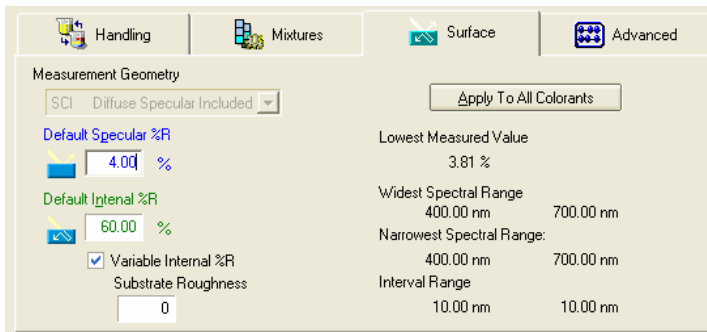 Handling
Mixtures
Surface
Advanced
Measurement Geometry
SCI Diffuse Specular Included
Default Specular %R
4.00 %
Default Intenal %R
60.00 %
Variable Internal %R
Substrate Roughness
0
Apply To All Colorants
Lowest Measured Value
3.81 %
Widest Spectral Range
400.00 nm 700.00 nm
Narrowest Spectral Range:
400.00 nm 700.00 nm
Interval Range
10.00 nm 10.00 nm